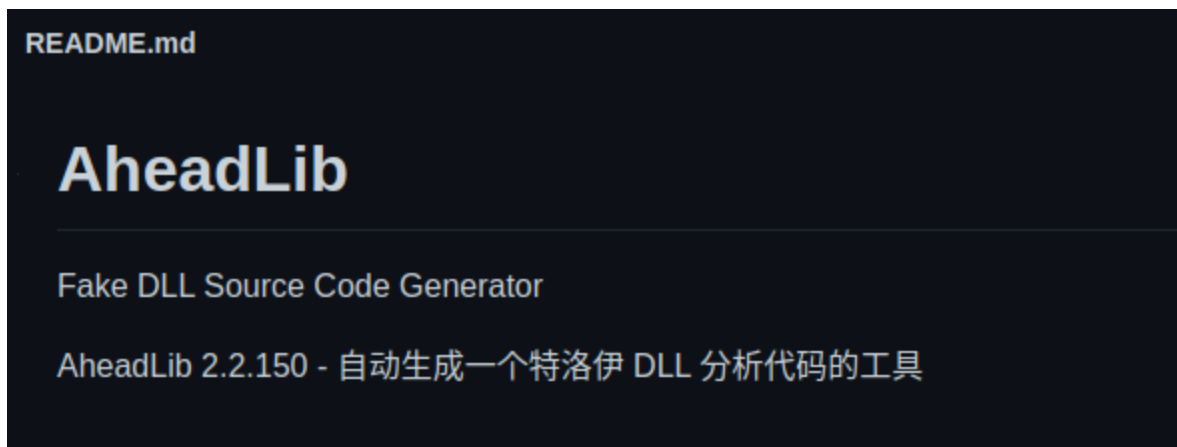 README.md
AheadLib
Fake DLL Source Code Generator
AheadLib 2.2.150 - 自动生成一个特洛伊 DLL 分析代码的工具